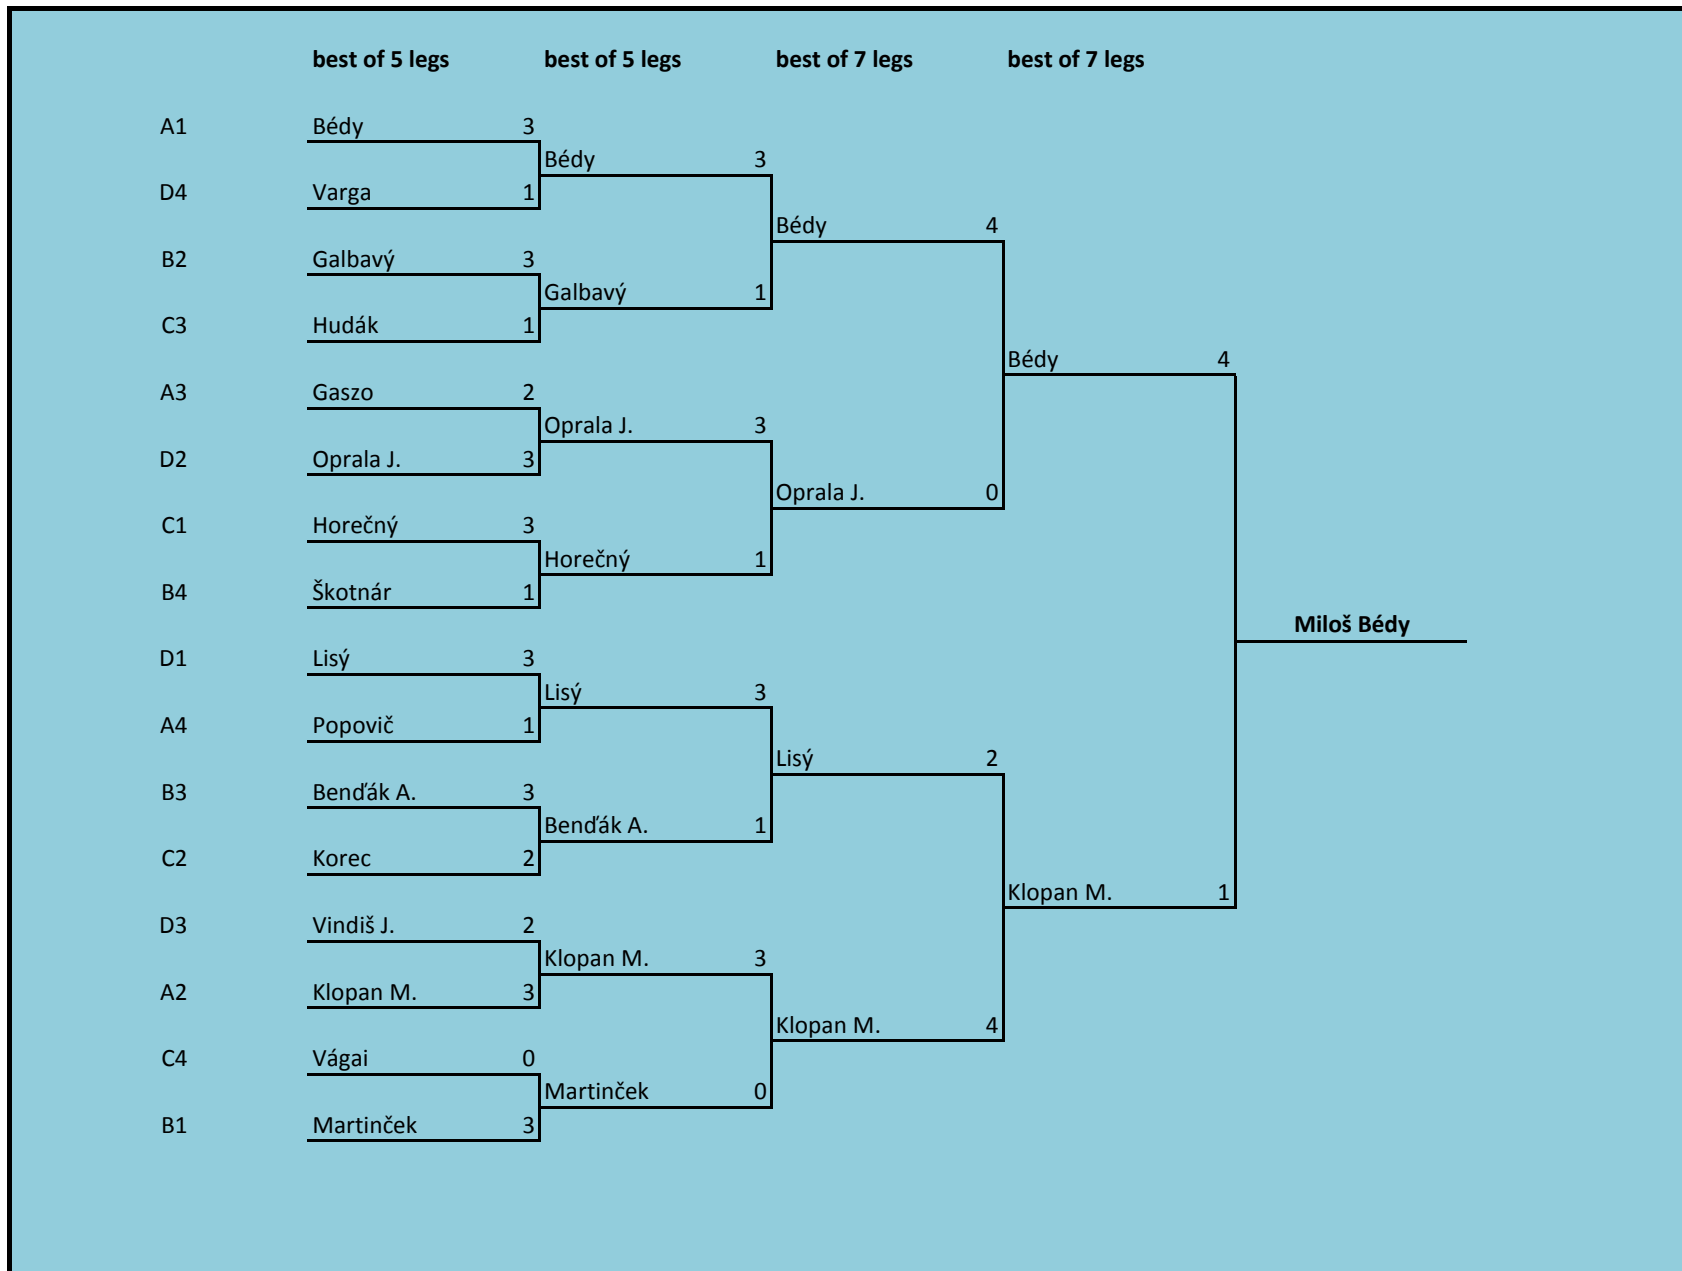 best of 5 legs best of 5 legs best of 7 legs best of 7 legs
A1 Bédy 3
Bédy 3
D4 Varga 1
Bédy 4
B2 Galbavý 3
Galbavý 1
C3 Hudák 1
Bédy 4
A3 Gaszo 2
Oprala J. 3
D2 Oprala J. 3
Oprala J. 0
C1 Horečný 3
Horečný 1
B4 Škotnár 1
Miloš Bédy
D1 Lisý 3
Lisý 3
A4 Popovič 1
Lisý 2
B3 Benďák A. 3
Benďák A. 1
C2 Korec 2
Klopan M. 1
D3 Vindiš J. 2
Klopan M. 3
A2 Klopan M. 3
Klopan M. 4
C4 Vágai 0
Martinček 0
B1 Martinček 3